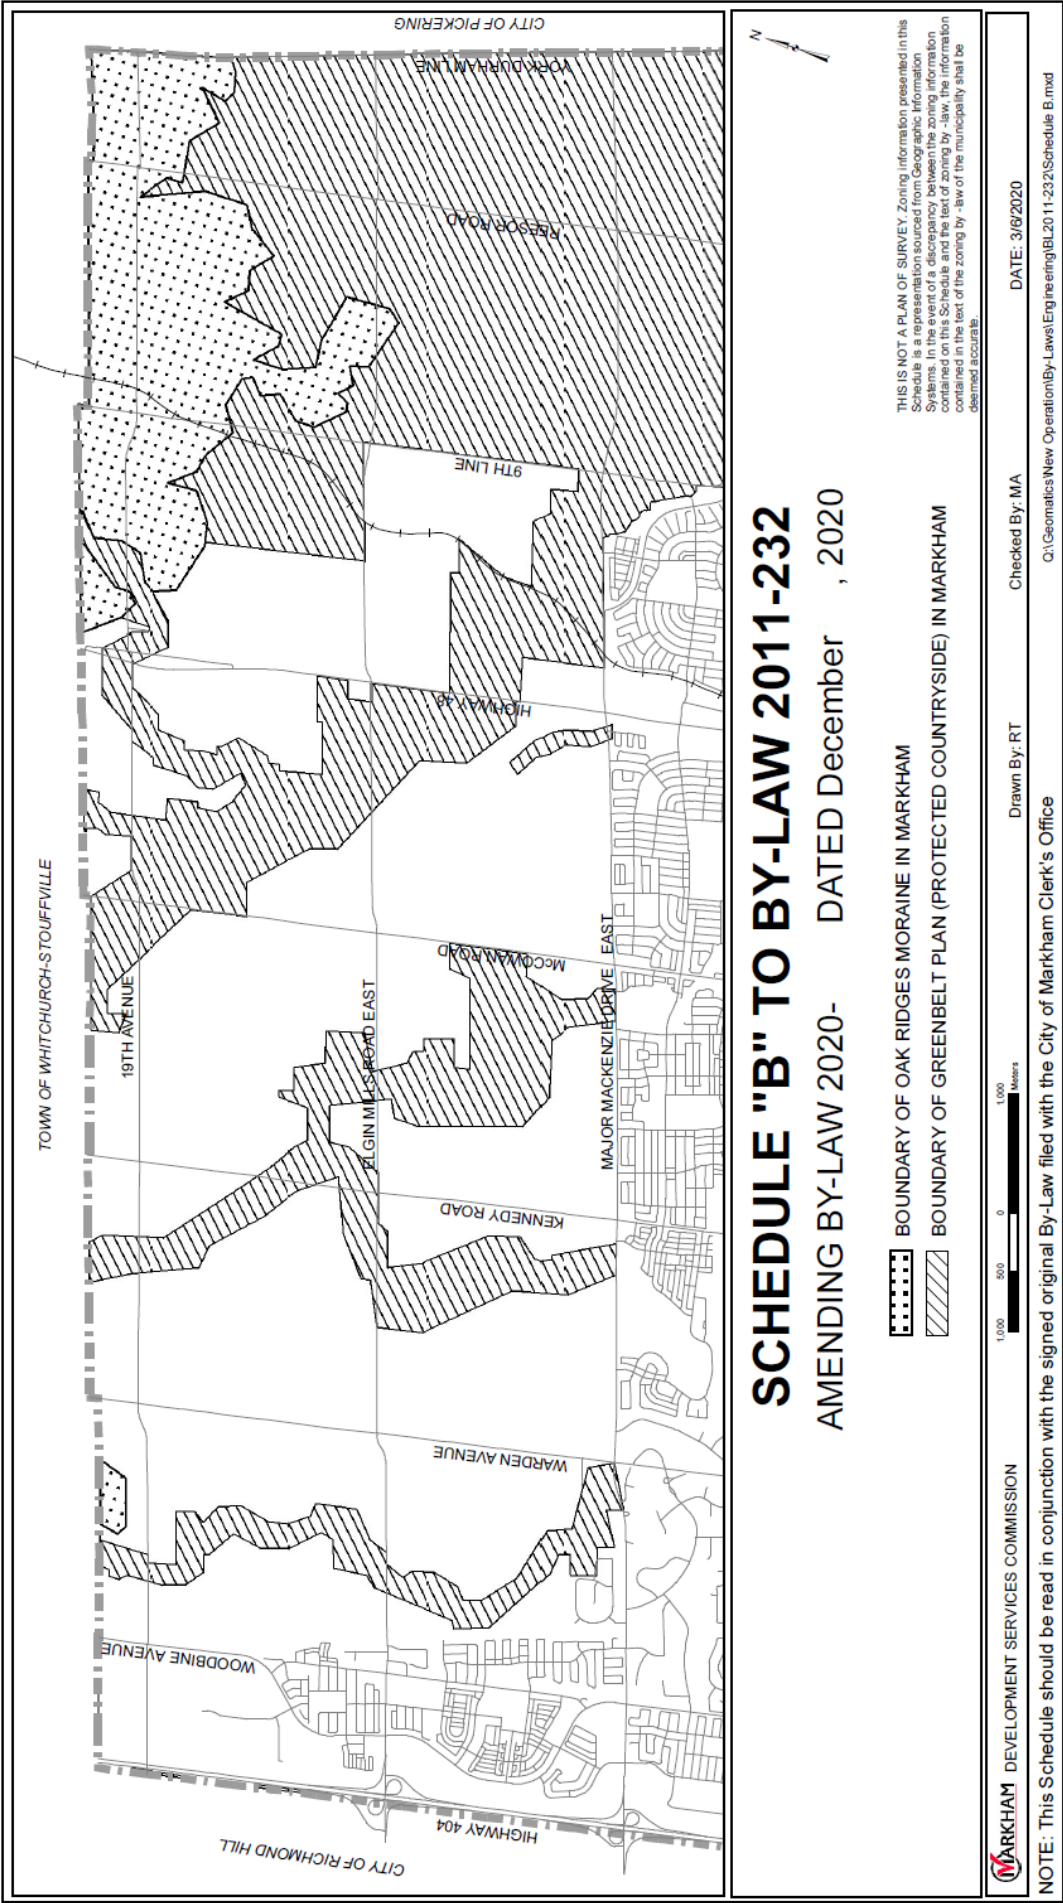 TOWN OF WHITCHURCH-STOUFFVILLE
CITY OF RICHMOND HILL
CITY OF PICKERING
HIGHWAY 404
WOODBINE AVENUE
WARDEN AVENUE
KENNEDY ROAD
McCOWAN ROAD
HIGHWAY 48
9TH LINE
REESOR ROAD
YORK DURHAM LINE
19TH AVENUE
ELGIN MILLS ROAD EAST
MAJOR MACKENZIE DRIVE EAST
N
SCHEDULE "B" TO BY-LAW 2011-232
AMENDING BY-LAW 2020- DATED December , 2020
BOUNDARY OF OAK RIDGES MORAINE IN MARKHAM
BOUNDARY OF GREENBELT PLAN (PROTECTED COUNTRYSIDE) IN MARKHAM
THIS IS NOT A PLAN OF SURVEY. Zoning information presented in this
Schedule is a representation sourced from Geographic Information
Systems. In the event of a discrepancy between the zoning information
contained on this Schedule and the text of zoning by -law, the information
contained in the text of the zoning by -law of the municipality shall be
deemed accurate.
1,000 500 0 1,000
Meters
MARKHAM DEVELOPMENT SERVICES COMMISSION
Drawn By: RT
Checked By: MA
DATE: 3/6/2020
NOTE: This Schedule should be read in conjunction with the signed original By-Law filed with the City of Markham Clerk's Office
Q:\Geomatics\New Operation\By-Laws\Engineering\BL2011-232\Schedule B.mxd